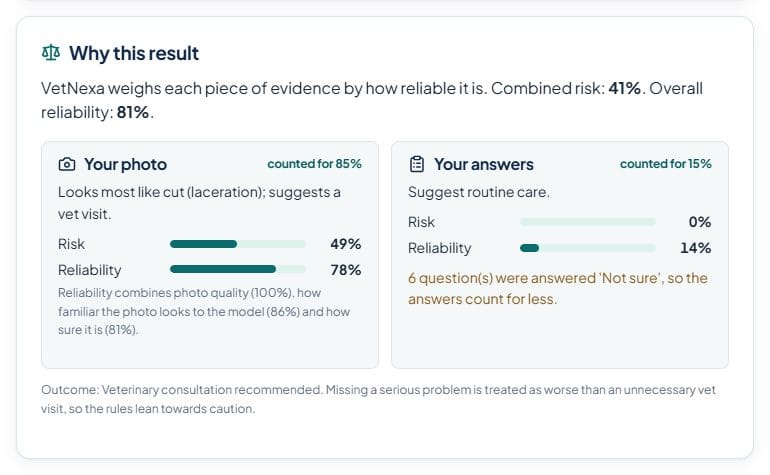 Why this result
VetNexa weighs each piece of evidence by how reliable it is. Combined risk: 41%. Overall
reliability: 81%.
Your photo
counted for 85%
Looks most like cut (laceration); suggests a
vet visit.
Risk 49%
Reliability 78%
Reliability combines photo quality (100%), how
familiar the photo looks to the model (86%) and how
sure it is (81%).
Your answers
counted for 15%
Suggest routine care.
Risk 0%
Reliability 14%
6 question(s) were answered 'Not sure', so the
answers count for less.
Outcome: Veterinary consultation recommended. Missing a serious problem is treated as worse than an unnecessary vet
visit, so the rules lean towards caution.